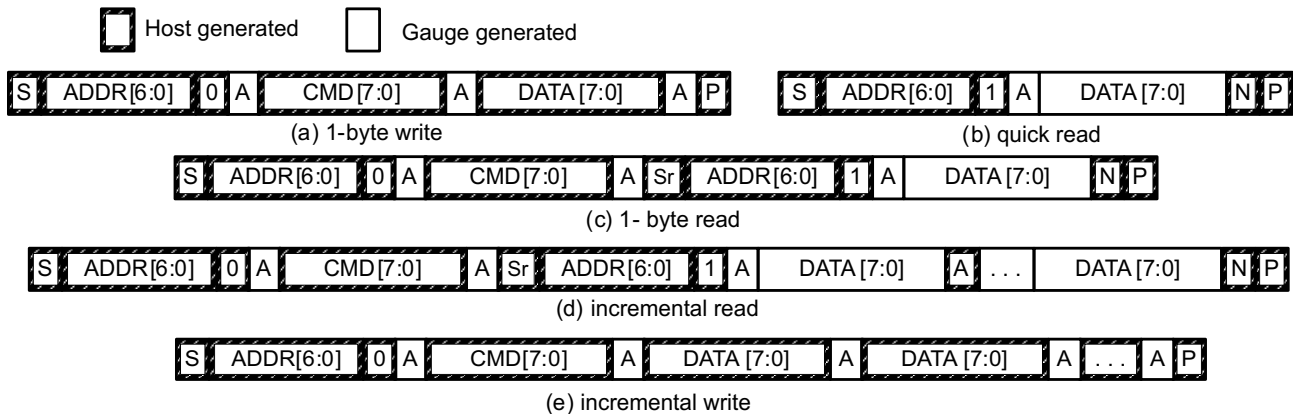 Host generated Gauge generated
S ADDR[6:0] 0 A CMD[7:0] A DATA [7:0] A P S ADDR[6:0] 1 A DATA [7:0] N P
(a) 1-byte write (b) quick read
S ADDR[6:0] 0 A CMD[7:0] A Sr ADDR[6:0] 1 A DATA [7:0] N P
(c) 1- byte read
S ADDR[6:0] 0 A CMD[7:0] A Sr ADDR[6:0] 1 A DATA [7:0] A . . . DATA [7:0] N P
(d) incremental read
S ADDR[6:0] 0 A CMD[7:0] A DATA [7:0] A DATA [7:0] A . . . A P
(e) incremental write